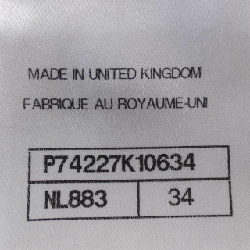 MADE IN UNITED KINGDOM
FABRIQUE AU ROYAUME-UNI
P74227K10634
NL883 34